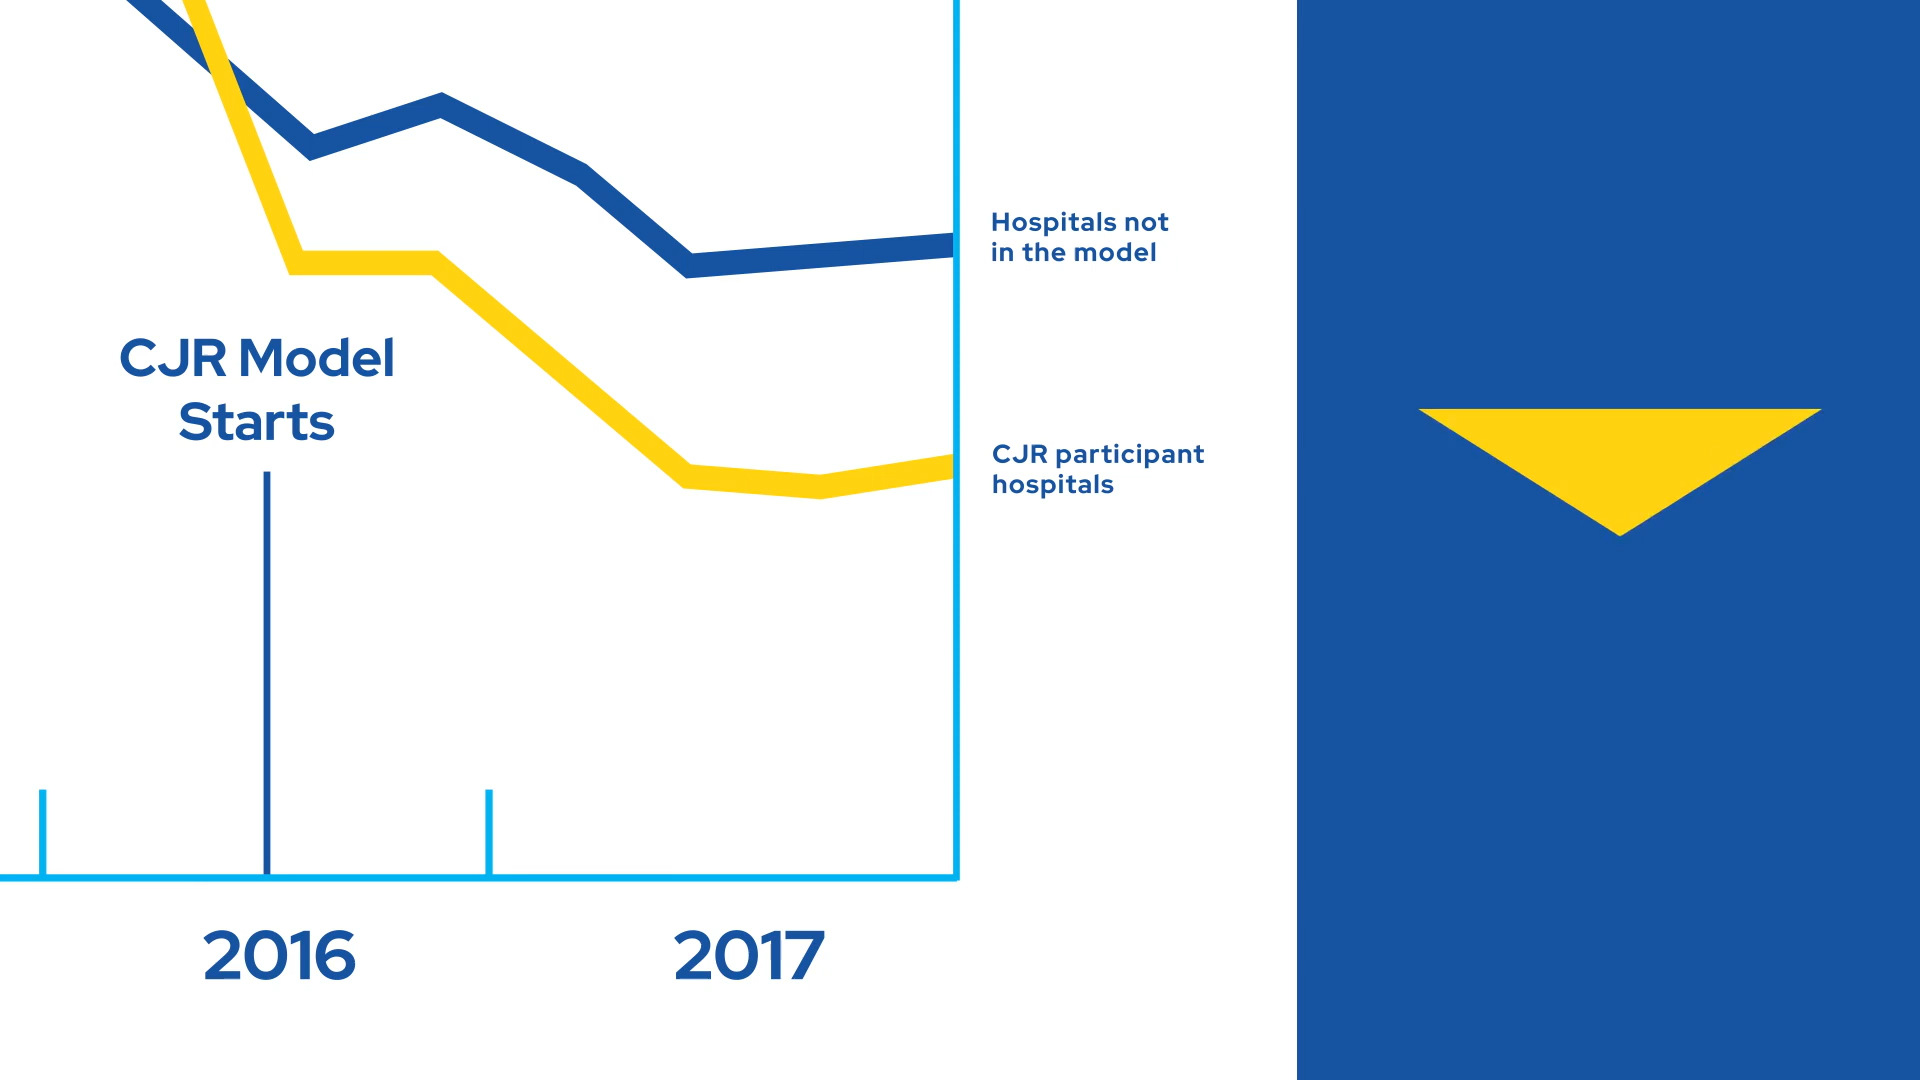 Hospitals not
in the model
CJR Model
Starts
CJR participant
hospitals
2016
2017